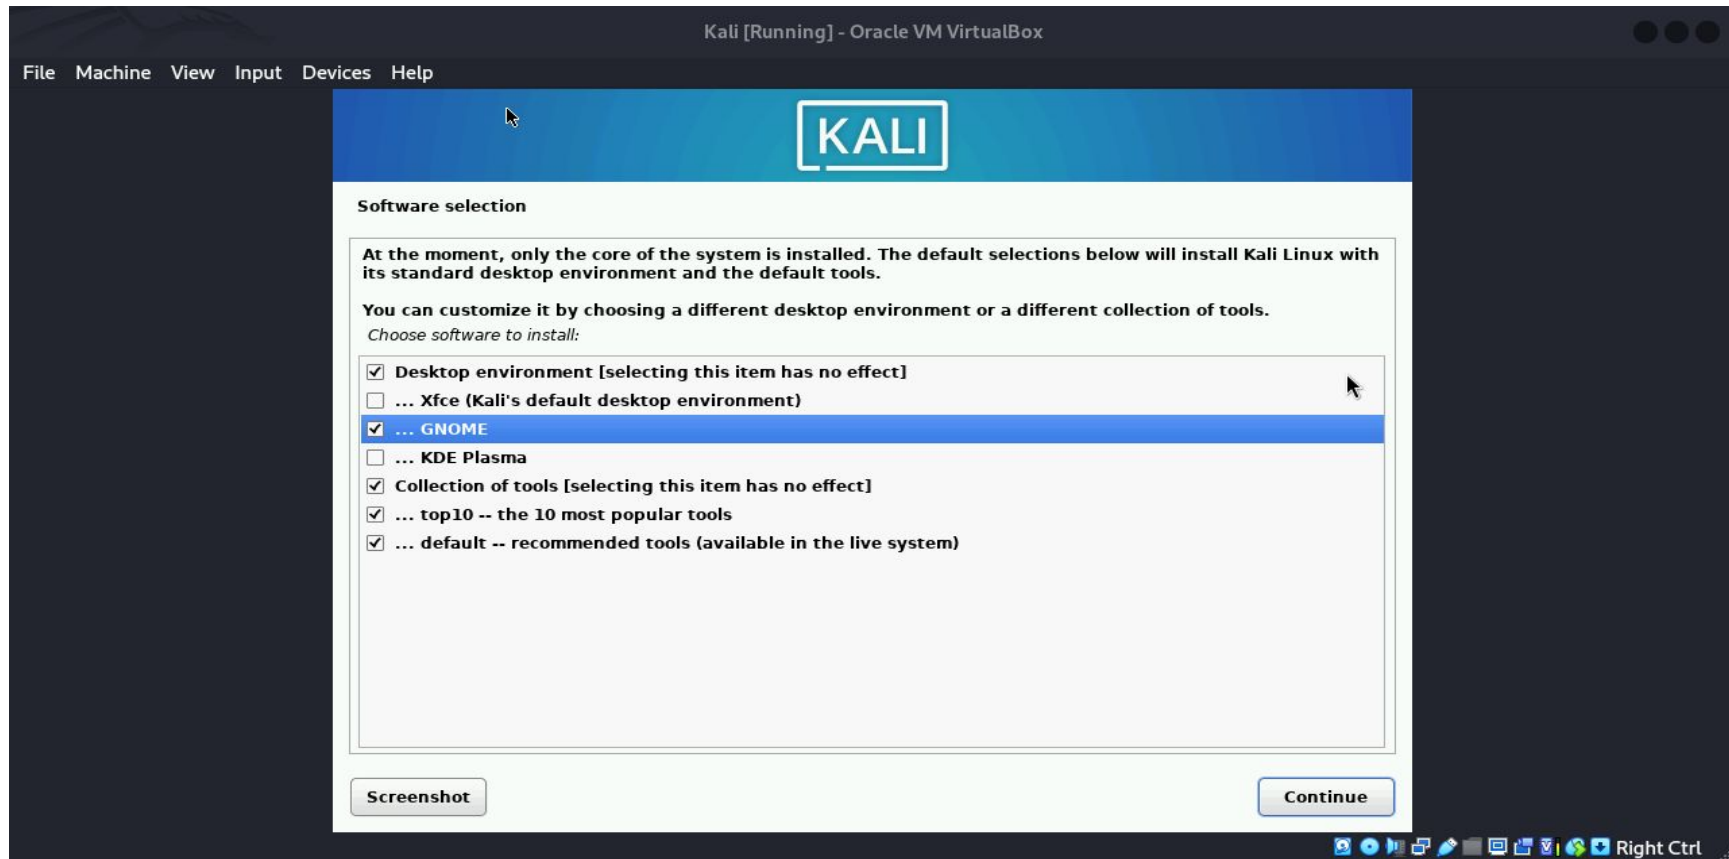 Kali [Running] - Oracle VM VirtualBox
File Machine View Input Devices Help
KALI
Software selection
At the moment, only the core of the system is installed. The default selections below will install Kali Linux with
its standard desktop environment and the default tools.
You can customize it by choosing a different desktop environment or a different collection of tools.
Choose software to install:
Desktop environment [selecting this item has no effect]
... Xfce (Kali's default desktop environment)
... GNOME
... KDE Plasma
Collection of tools [selecting this item has no effect]
... top10 -- the 10 most popular tools
... default -- recommended tools (available in the live system)
Screenshot
Continue
Right Ctrl